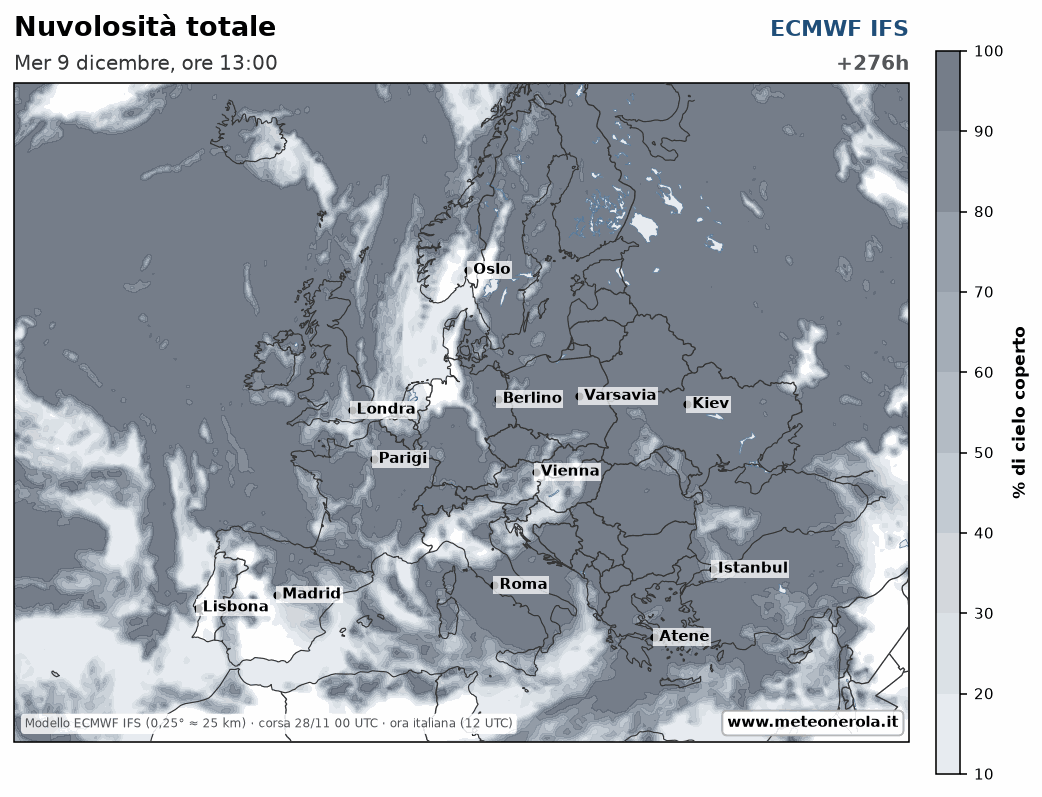 Nuvolosità totale
ECMWF IFS
Mer 9 dicembre, ore 13:00
+276h
100
90
80
70
60
50
40
30
20
10
% di cielo coperto
Oslo
Londra
Berlino
Varsavia
Kiev
Parigi
Vienna
Istanbul
Roma
Madrid
Lisbona
Atene
Modello ECMWF IFS (0,25° ≈ 25 km) · corsa 28/11 00 UTC · ora italiana (12 UTC)
www.meteonerola.it